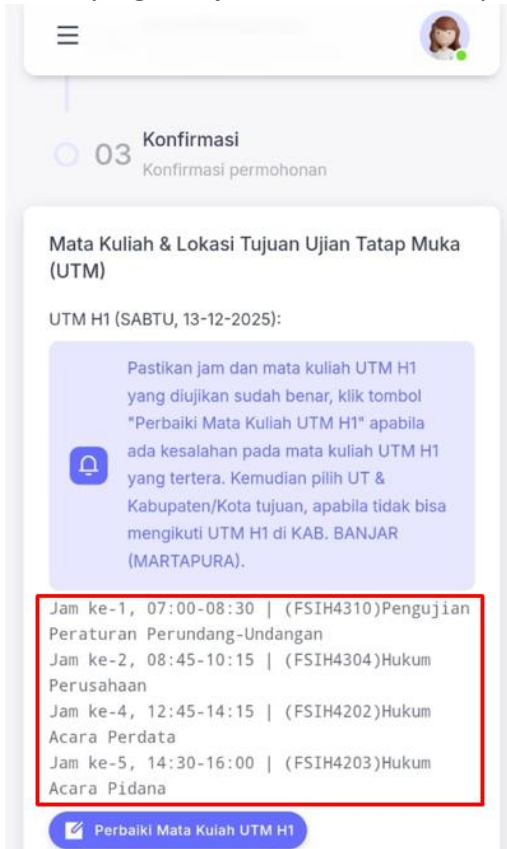 03
Konfirmasi
Konfirmasi permohonan
Mata Kuliah & Lokasi Tujuan Ujian Tatap Muka
(UTM)
UTM H1 (SABTU, 13-12-2025):
Pastikan jam dan mata kuliah UTM H1
yang diujikan sudah benar, klik tombol
"Perbaiki Mata Kuliah UTM H1" apabila
ada kesalahan pada mata kuliah UTM H1
yang tertera. Kemudian pilih UT &
Kabupaten/Kota tujuan, apabila tidak bisa
mengikuti UTM H1 di KAB. BANJAR
(MARTAPURA).
Jam ke-1, 07:00-08:30 | (FSIH4310)Pengujian
Peraturan Perundang-Undangan
Jam ke-2, 08:45-10:15 | (FSIH4304)Hukum
Perusahaan
Jam ke-4, 12:45-14:15 | (FSIH4202)Hukum
Acara Perdata
Jam ke-5, 14:30-16:00 | (FSIH4203)Hukum
Acara Pidana
Perbaiki Mata Kuiah UTM H1